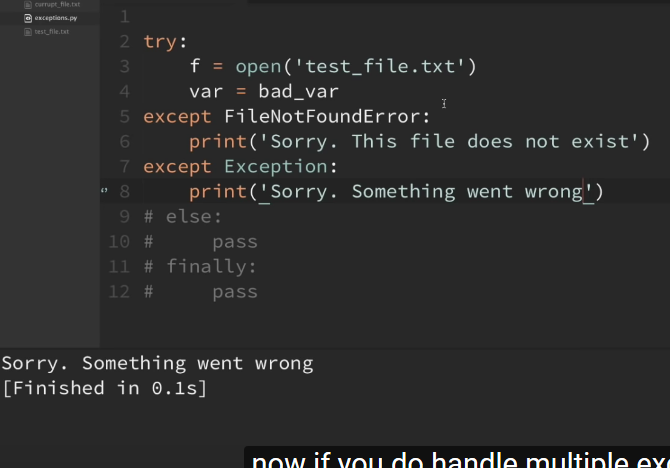 corrupt_file.txt
exceptions.py
test_file.txt
1
2 try:
3     f = open('test_file.txt')
4     var = bad_var
5 except FileNotFoundError:
6     print('Sorry. This file does not exist')
7 except Exception:
8     print('Sorry. Something went wrong')
9 # else:
10 #     pass
11 # finally:
12 #     pass
Sorry. Something went wrong
[Finished in 0.1s]
now if you do handle multiple exc